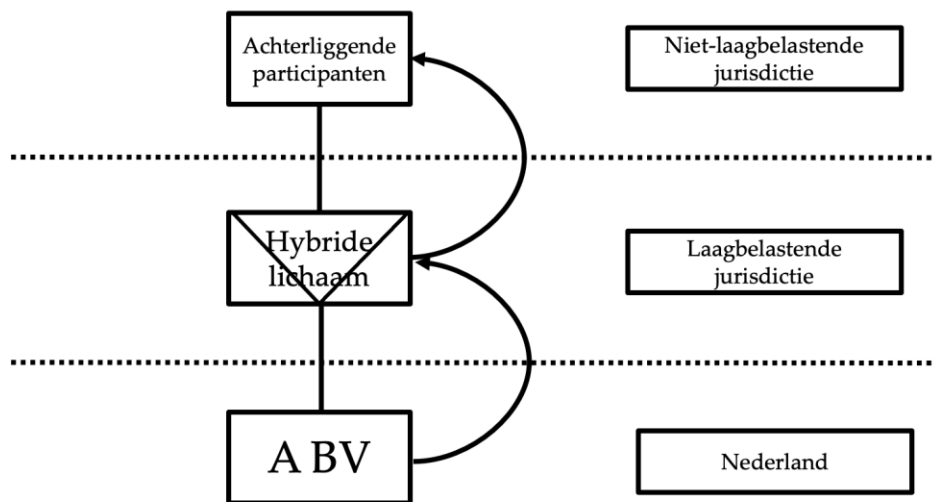 Achterliggende
participanten
Niet-laagbelastende
jurisdictie
Hybride
lichaam
Laagbelastende
jurisdictie
A BV
Nederland